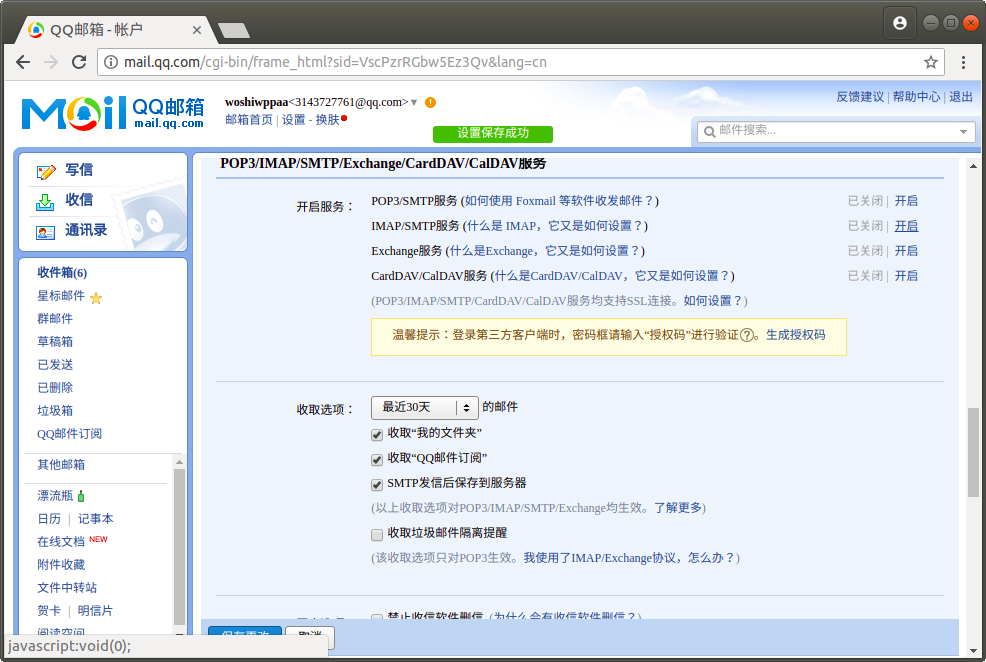 QQ邮箱 - 帐户
mail.qq.com/cgi-bin/frame_html?sid=VscPzrRGbw5Ez3Qv&lang=cn
Mail QQ邮箱
mail.qq.com
woshiwppaa<3143727761@qq.com>
邮箱首页 | 设置 - 换肤
设置保存成功
反馈建议 | 帮助中心 | 退出
邮件搜索...
写信
收信
通讯录
收件箱(6)
星标邮件
群邮件
草稿箱
已发送
已删除
垃圾箱
QQ邮件订阅
其他邮箱
漂流瓶
日历 | 记事本
在线文档 NEW
附件收藏
文件中转站
贺卡 | 明信片
阅读空间
POP3/IMAP/SMTP/Exchange/CardDAV/CalDAV服务
开启服务：
POP3/SMTP服务 (如何使用 Foxmail 等软件收发邮件？) 已关闭 | 开启
IMAP/SMTP服务 (什么是 IMAP，它又是如何设置？) 已关闭 | 开启
Exchange服务 (什么是Exchange，它又是如何设置？) 已关闭 | 开启
CardDAV/CalDAV服务 (什么是CardDAV/CalDAV，它又是如何设置？) 已关闭 | 开启
(POP3/IMAP/SMTP/CardDAV/CalDAV服务均支持SSL连接。如何设置？)
温馨提示：登录第三方客户端时，密码框请输入“授权码”进行验证?。生成授权码
收取选项： 最近30天 的邮件
收取“我的文件夹”
收取“QQ邮件订阅”
SMTP发信后保存到服务器
(以上收取选项对POP3/IMAP/SMTP/Exchange均生效。了解更多)
收取垃圾邮件隔离提醒
(该收取选项只对POP3生效。我使用了IMAP/Exchange协议，怎么办？)
禁止收信软件删信 (为什么会有收信软件删信？)
保存更改 取消
javascript:void(0);